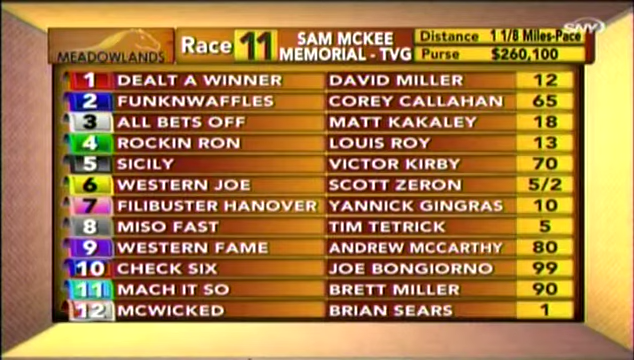 SNY
MEADOWLANDS
Race 11
SAM MCKEE
MEMORIAL - TVG
Distance 1 1/8 Miles-Pace
Purse $260,100
1 DEALT A WINNER DAVID MILLER 12
2 FUNKNWAFFLES COREY CALLAHAN 65
3 ALL BETS OFF MATT KAKALEY 18
4 ROCKIN RON LOUIS ROY 13
5 SICILY VICTOR KIRBY 70
6 WESTERN JOE SCOTT ZERON 5/2
7 FILIBUSTER HANOVER YANNICK GINGRAS 10
8 MISO FAST TIM TETRICK 5
9 WESTERN FAME ANDREW MCCARTHY 80
10 CHECK SIX JOE BONGIORNO 99
11 MACH IT SO BRETT MILLER 90
12 MCWICKED BRIAN SEARS 1